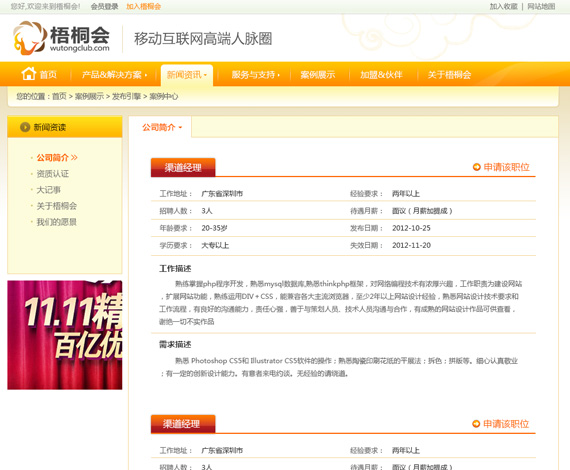 您好,欢迎来到梧桐会! 会员登录 加入梧桐会 加入收藏 | 网站地图
梧桐会
wutongclub.com
移动互联网高端人脉圈
首页 产品&解决方案 新闻资讯 服务与支持 案例展示 加盟&伙伴 关于梧桐会
您的位置：首页 > 案例展示 > 发布引擎 > 案例中心
新闻资读
公司简介 >>
资质认证
大记事
关于梧桐会
我们的愿景
11.11精
百亿优
公司简介
渠道经理 申请该职位
工作地址： 广东省深圳市 经验要求： 两年以上
招聘人数： 3人 待遇月薪： 面议（月薪加提成）
年龄要求： 20-35岁 发布日期： 2012-10-25
学历要求： 大专以上 失效日期： 2012-11-20
工作描述
熟练掌握php程序开发，熟悉mysql数据库,熟悉thinkphp框架，对网络编程技术有浓厚兴趣，工作职责为建设网站
，扩展网站功能，熟练运用DIV+CSS，能兼容各大主流浏览器，至少2年以上网站设计经验，熟悉网站设计技术要求和
工作流程，有良好的沟通能力，责任心强，善于与策划人员、技术人员沟通与合作，有成熟的网站设计作品可供查看，
谢绝一切不实作品
需求描述
熟悉 Photoshop CS5和 Illustrator CS5软件的操作；熟悉陶瓷印刷花纸的平展法；拆色；拼版等。细心认真敬业
；有一定的创新设计能力。有意者来电约谈。无经验的请绕道。
渠道经理 申请该职位
工作地址： 广东省深圳市 经验要求： 两年以上
招聘人数： 3人 待遇月薪： 面议（月薪加提成）